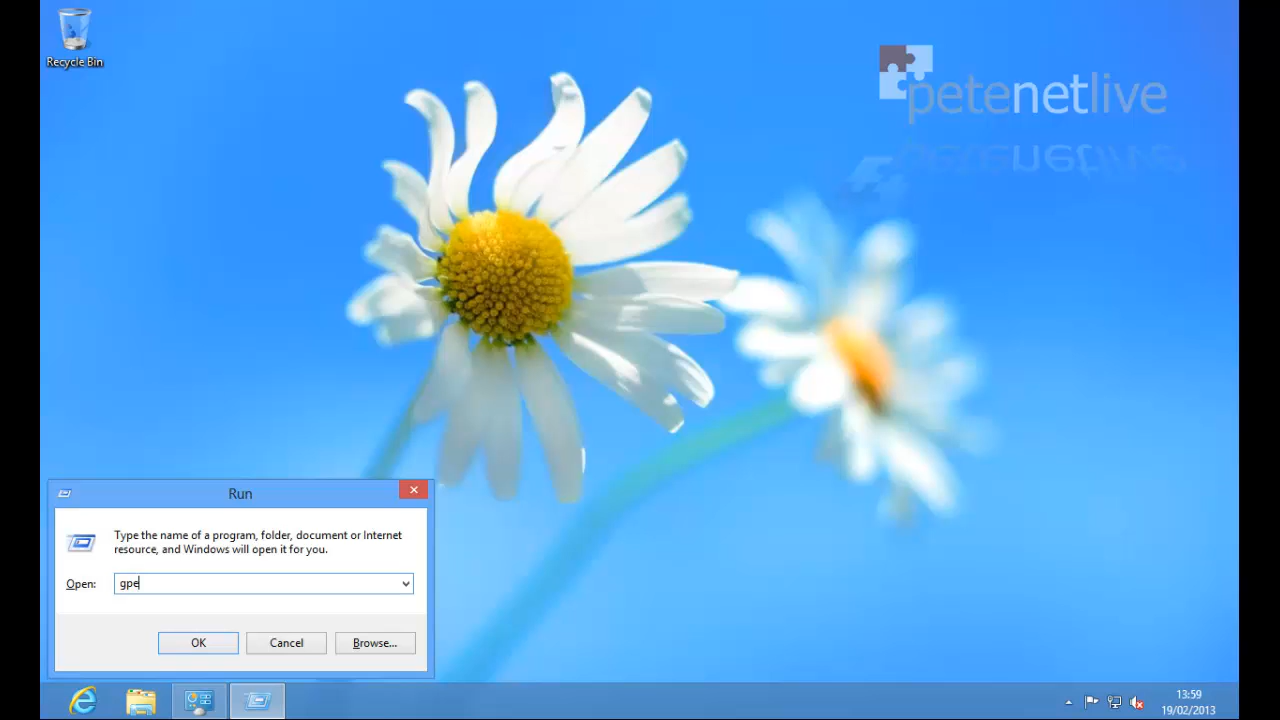 Recycle Bin
petenetlive
Run
Type the name of a program, folder, document or Internet
resource, and Windows will open it for you.
Open: gpe
OK Cancel Browse...
13:59
19/02/2013